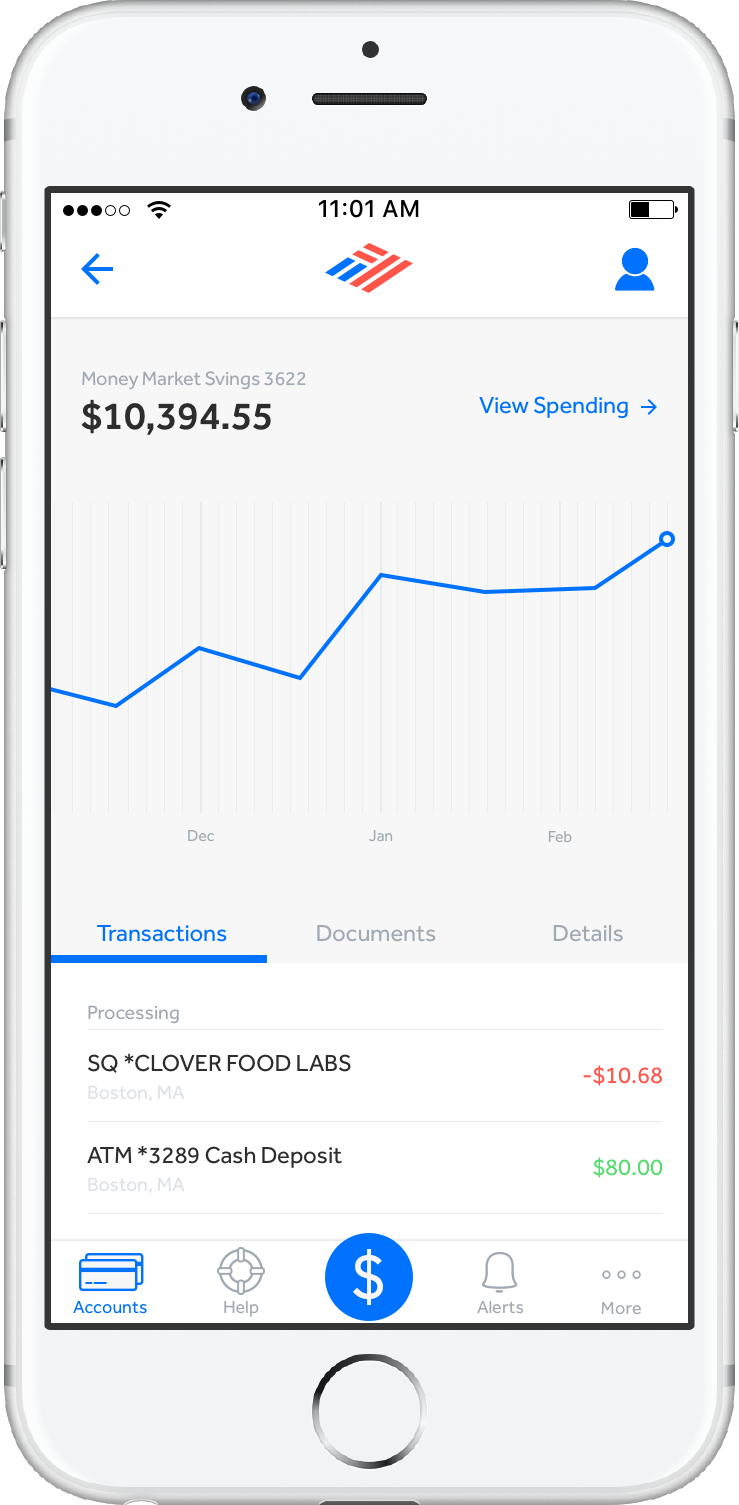 11:01 AM
Money Market Svings 3622
$10,394.55
View Spending
Dec
Jan
Feb
Transactions
Documents
Details
Processing
SQ *CLOVER FOOD LABS
-$10.68
Boston, MA
ATM *3289 Cash Deposit
$80.00
Boston, MA
$
Accounts
Help
Alerts
More